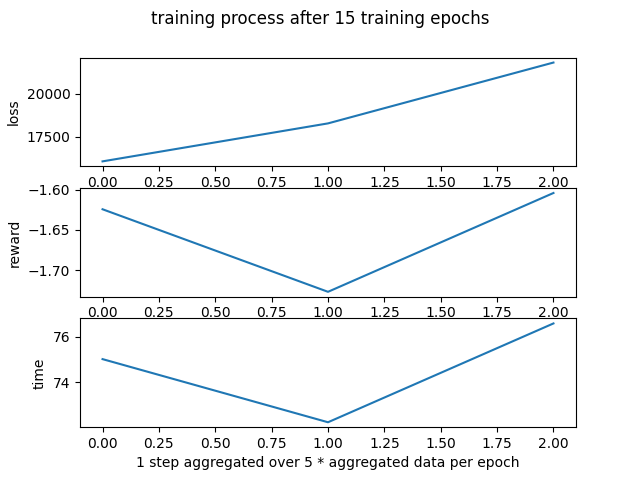 training process after 15 training epochs
20000
17500
loss
0.00 0.25 0.50 0.75 1.00 1.25 1.50 1.75 2.00
−1.60
−1.65
−1.70
reward
0.00 0.25 0.50 0.75 1.00 1.25 1.50 1.75 2.00
76
74
time
0.00 0.25 0.50 0.75 1.00 1.25 1.50 1.75 2.00
1 step aggregated over 5 * aggregated data per epoch